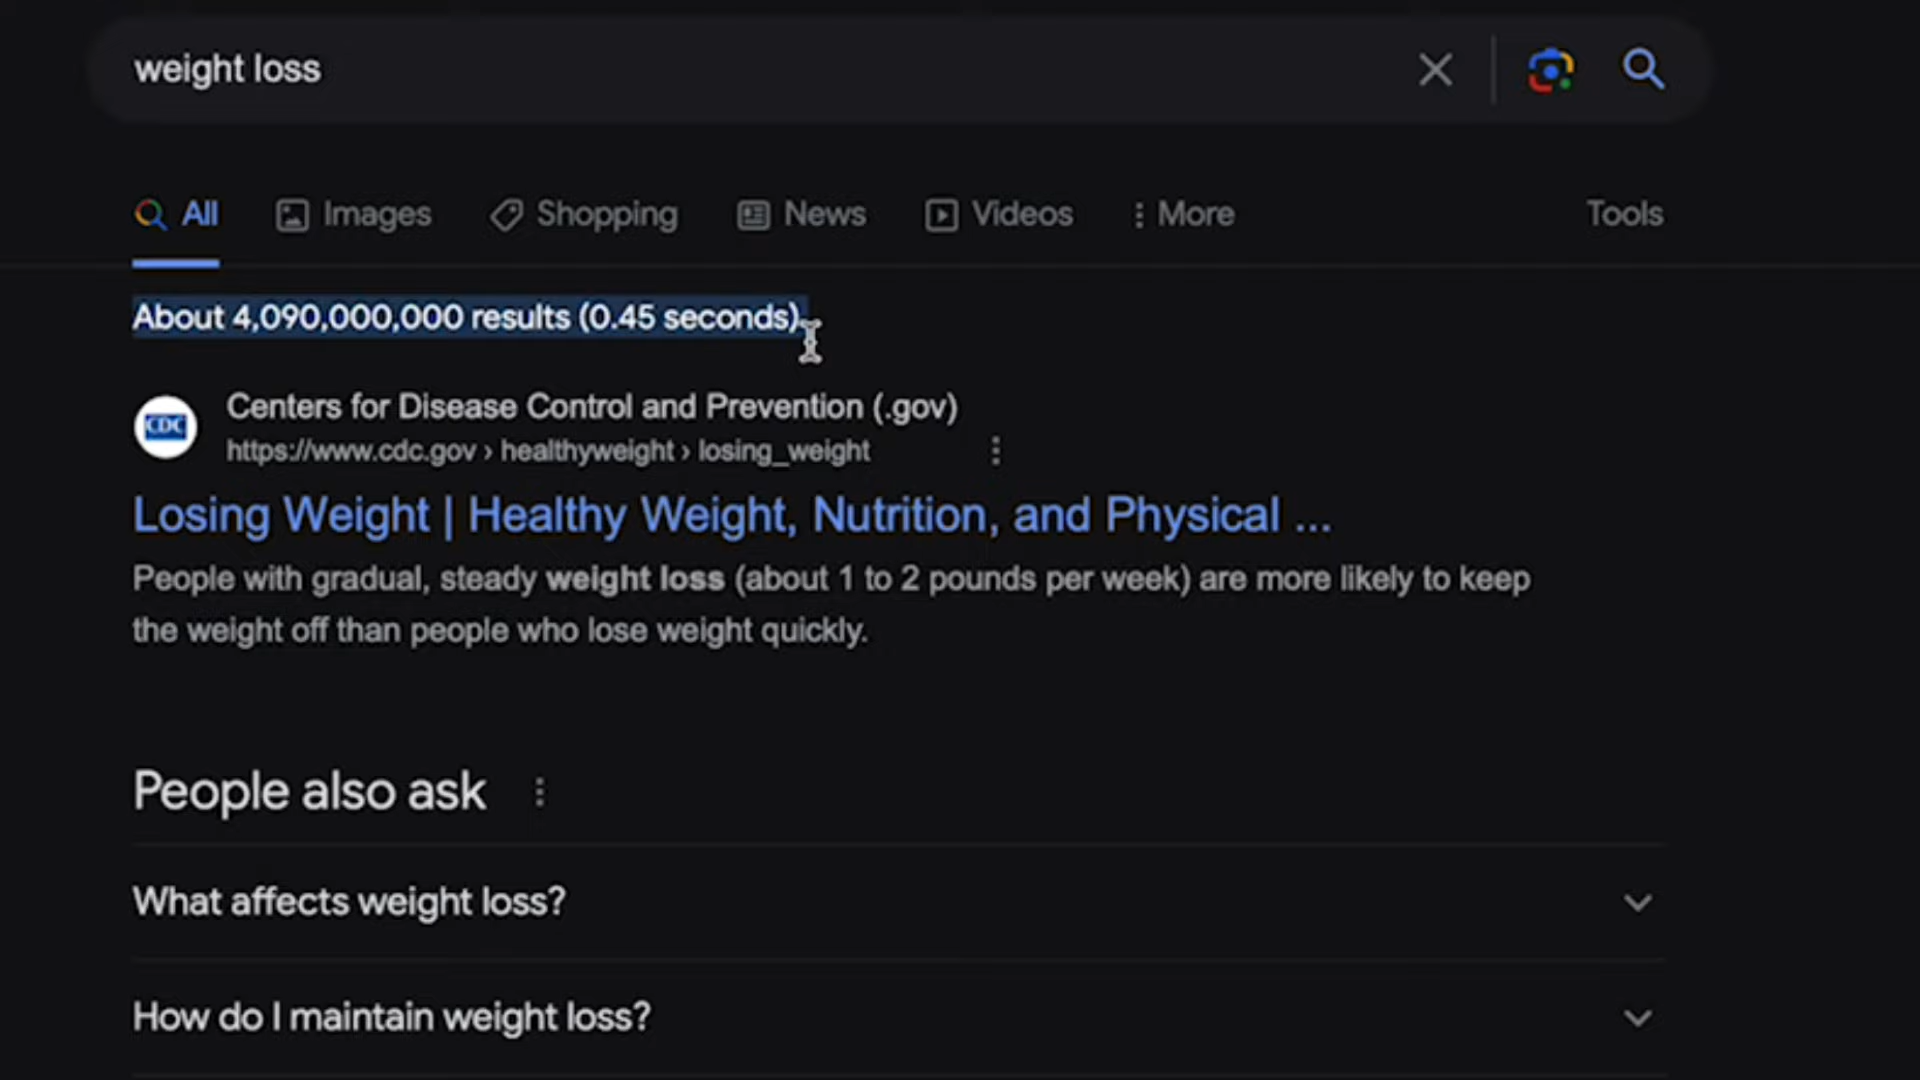 weight loss
All Images Shopping News Videos More Tools
About 4,090,000,000 results (0.45 seconds)
CDC
Centers for Disease Control and Prevention (.gov)
https://www.cdc.gov › healthyweight › losing_weight
Losing Weight | Healthy Weight, Nutrition, and Physical ...
People with gradual, steady weight loss (about 1 to 2 pounds per week) are more likely to keep
the weight off than people who lose weight quickly.
People also ask
What affects weight loss?
How do I maintain weight loss?